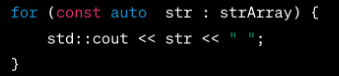 for (const auto  str : strArray) {
    std::cout << str << " ";
}